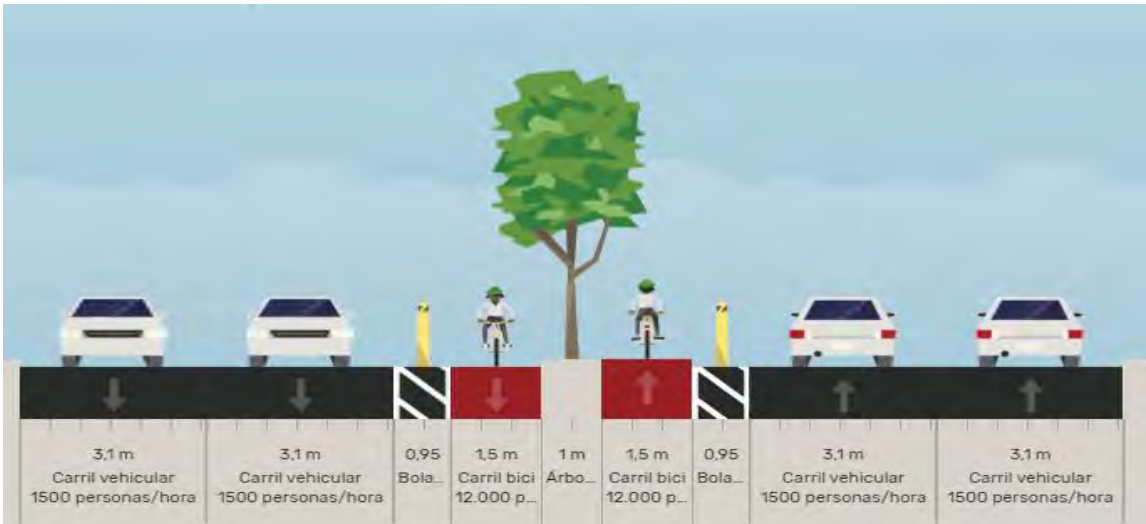 3,1 m
Carril vehicular
1500 personas/hora
3,1 m
Carril vehicular
1500 personas/hora
0,95
Bola...
1,5 m
Carril bici
12.000 p...
1 m
Árbo...
1,5 m
Carril bici
12.000 p...
0,95
Bola...
3,1 m
Carril vehicular
1500 personas/hora
3,1 m
Carril vehicular
1500 personas/hora